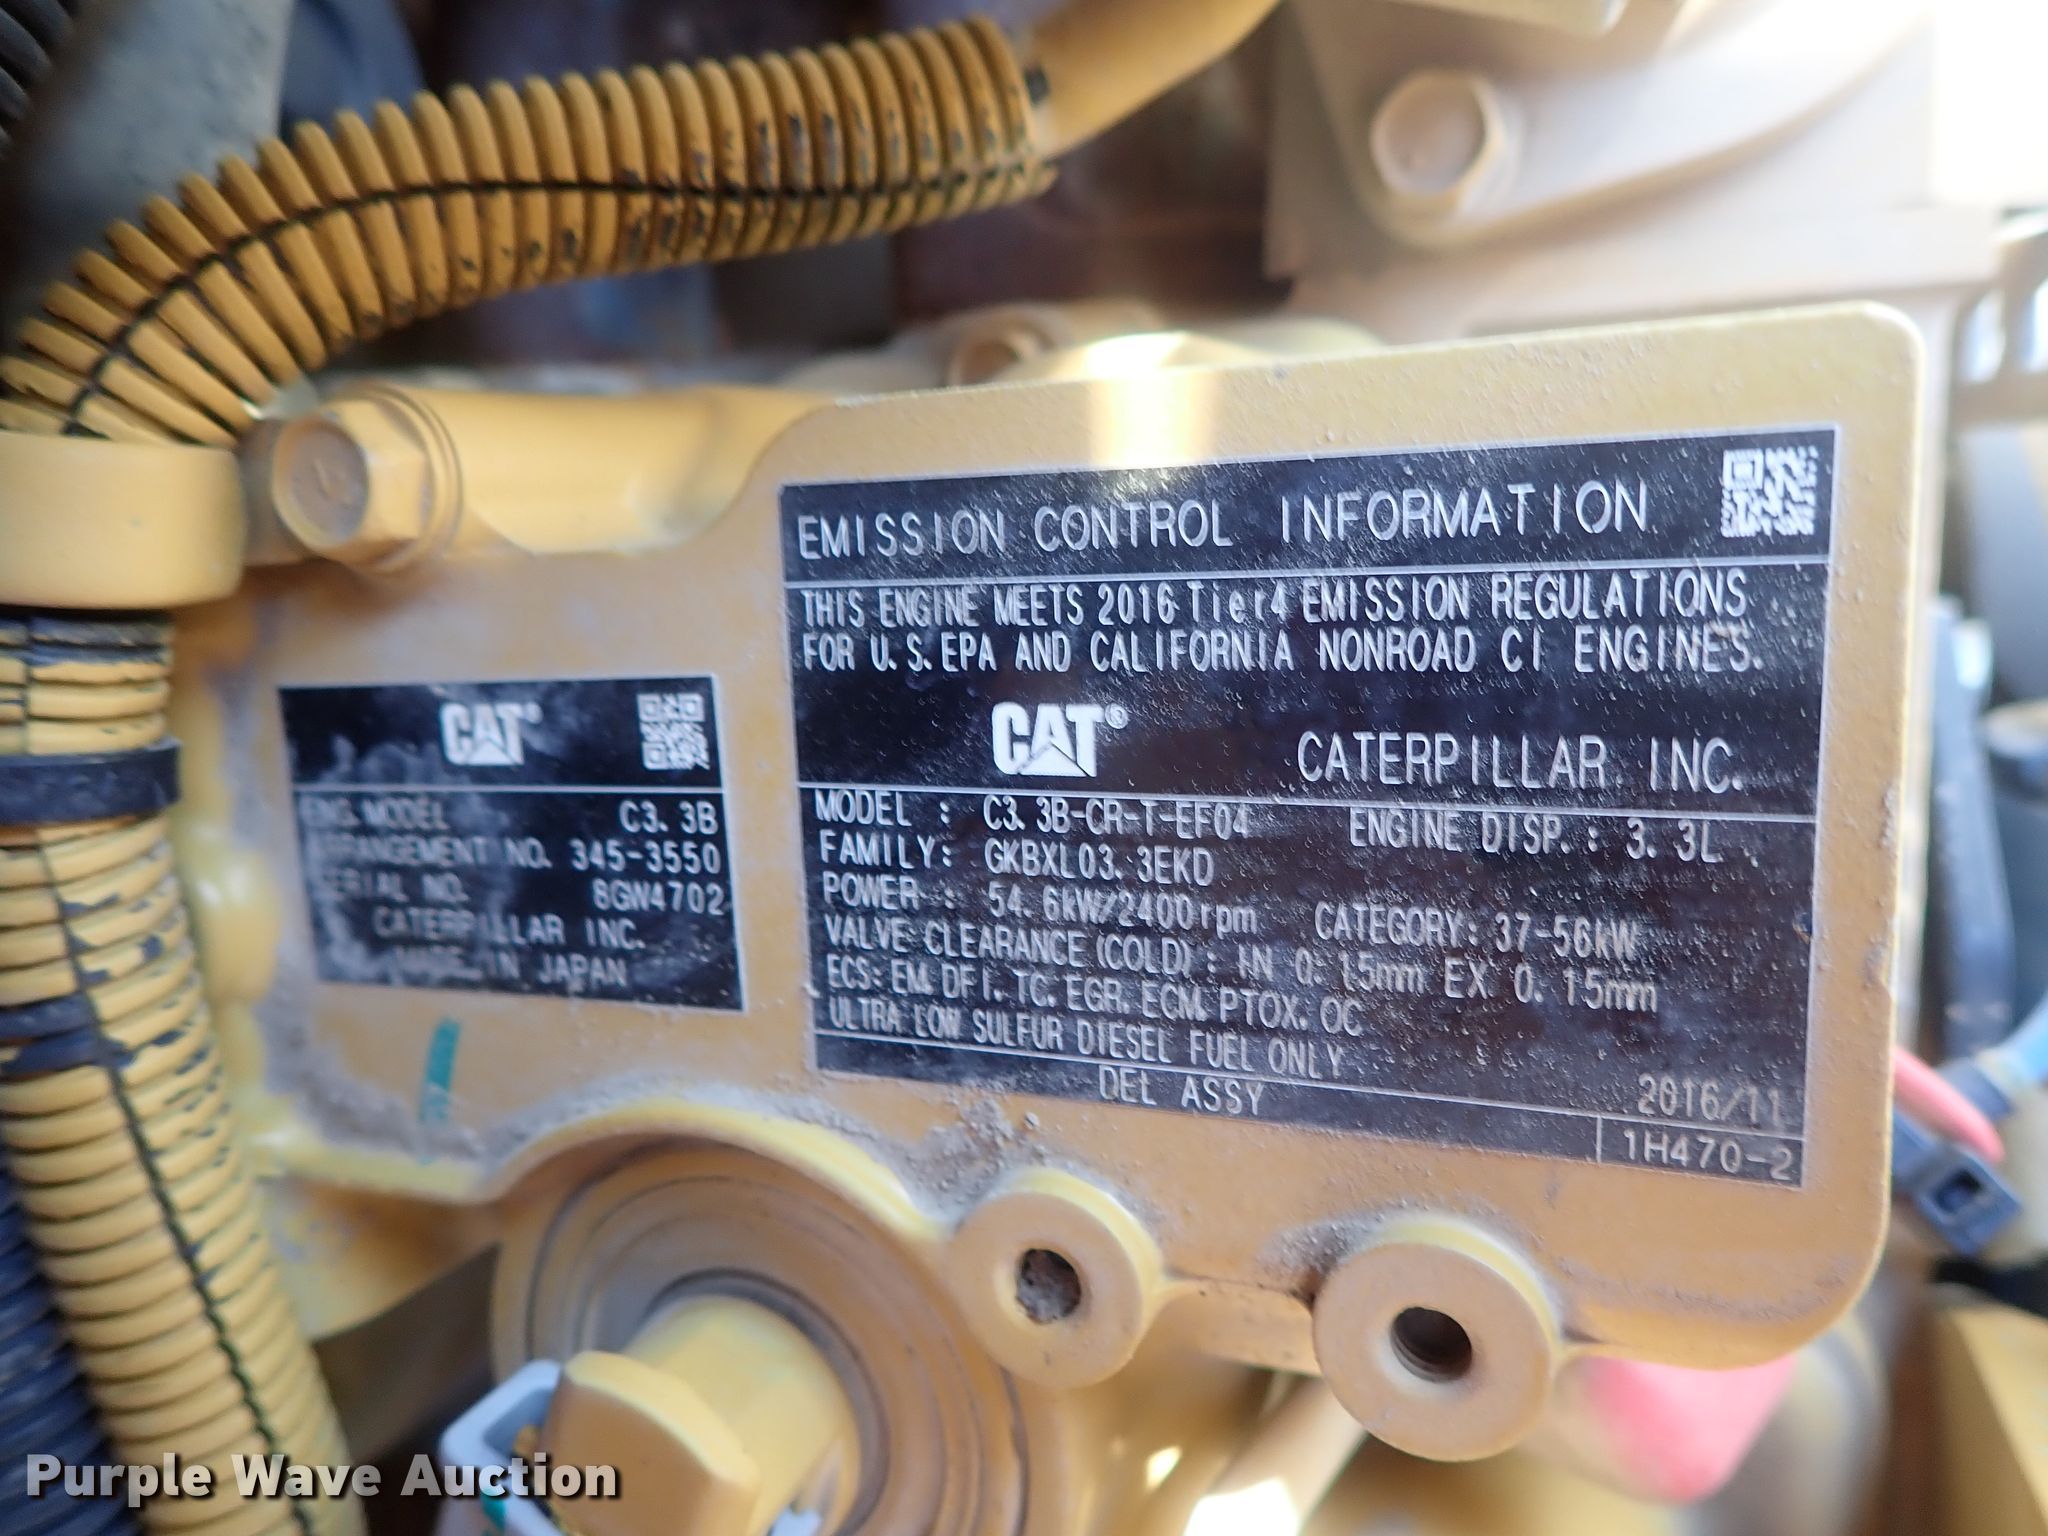 EMISSION CONTROL INFORMATION
THIS ENGINE MEETS 2016 Tier4 EMISSION REGULATIONS
FOR U.S.EPA AND CALIFORNIA NONROAD CI ENGINES.
CAT® CATERPILLAR INC.
MODEL : C3.3B-CR-T-EF04 ENGINE DISP.: 3.3L
FAMILY: GKBXL03.3EKD
POWER : 54.6kW/2400rpm CATEGORY: 37-56kW
VALVE CLEARANCE (COLD) : IN 0.15mm EX 0.15mm
ECS: EM.DFI.TC.EGR.ECM.PTOX.OC
ULTRA LOW SULFUR DIESEL FUEL ONLY
DEL ASSY 2016/11
1H470-2
CAT®
ENG.MODEL C3.3B
ARRANGEMENT NO. 345-3550
SERIAL NO. 8GW4702
CATERPILLAR INC.
MADE IN JAPAN
Purple Wave Auction